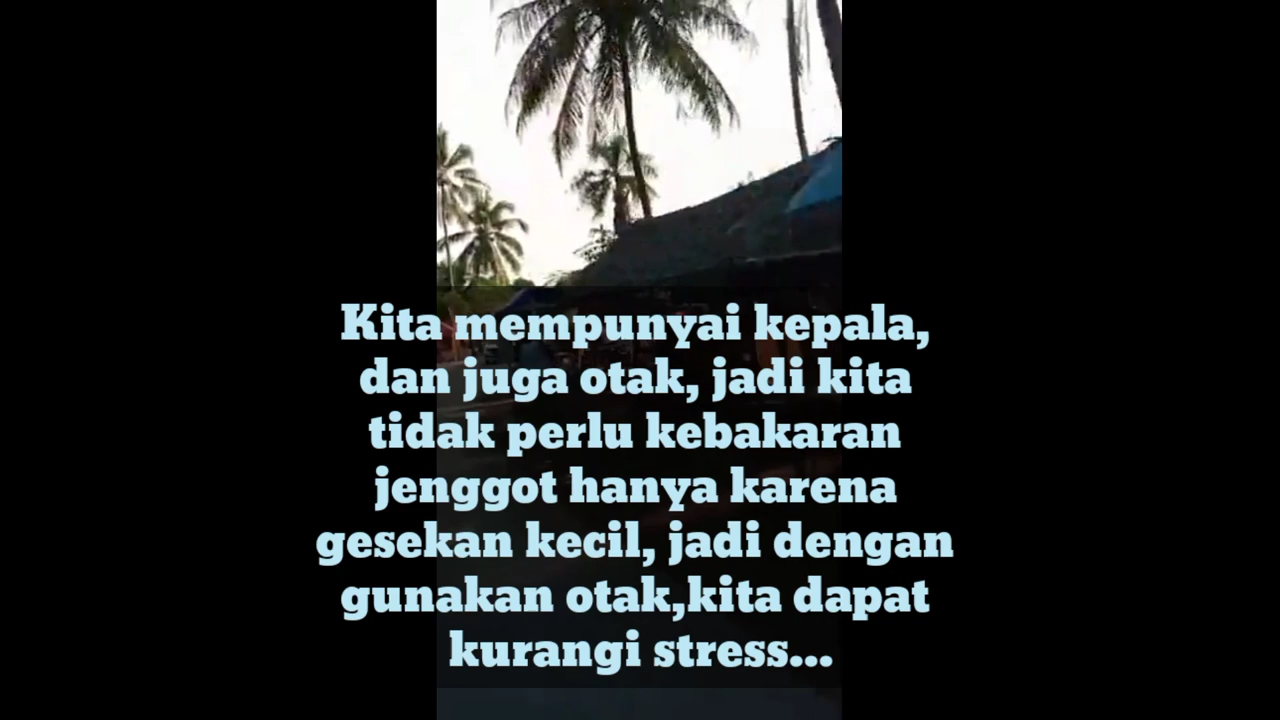 Kita mempunyai kepala,
dan juga otak, jadi kita
tidak perlu kebakaran
jenggot hanya karena
gesekan kecil, jadi dengan
gunakan otak,kita dapat
kurangi stress...